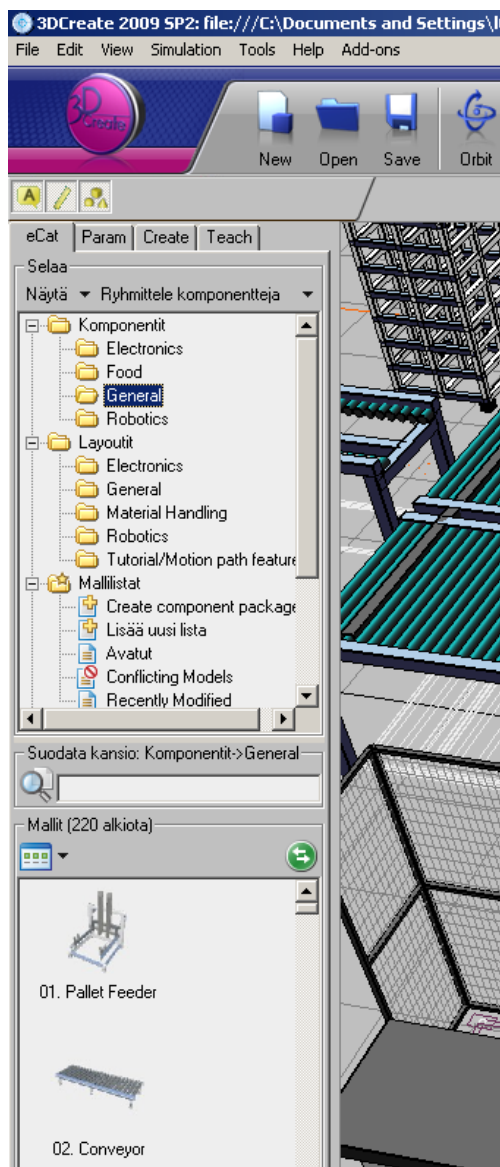 3DCreate 2009 SP2: file:///C:\Documents and Settings\l
File Edit View Simulation Tools Help Add-ons
3D Create
New Open Save Orbit
A
eCat Param Create Teach
Selaa
Näytä Ryhmittele komponentteja
Komponentit
Electronics
Food
General
Robotics
Layoutit
Electronics
General
Material Handling
Robotics
Tutorial/Motion path feature
Mallilistat
Create component package
Lisää uusi lista
Avatut
Conflicting Models
Recently Modified
Suodata kansio: Komponentit->General
Mallit (220 alkiota)
01. Pallet Feeder
02. Conveyor